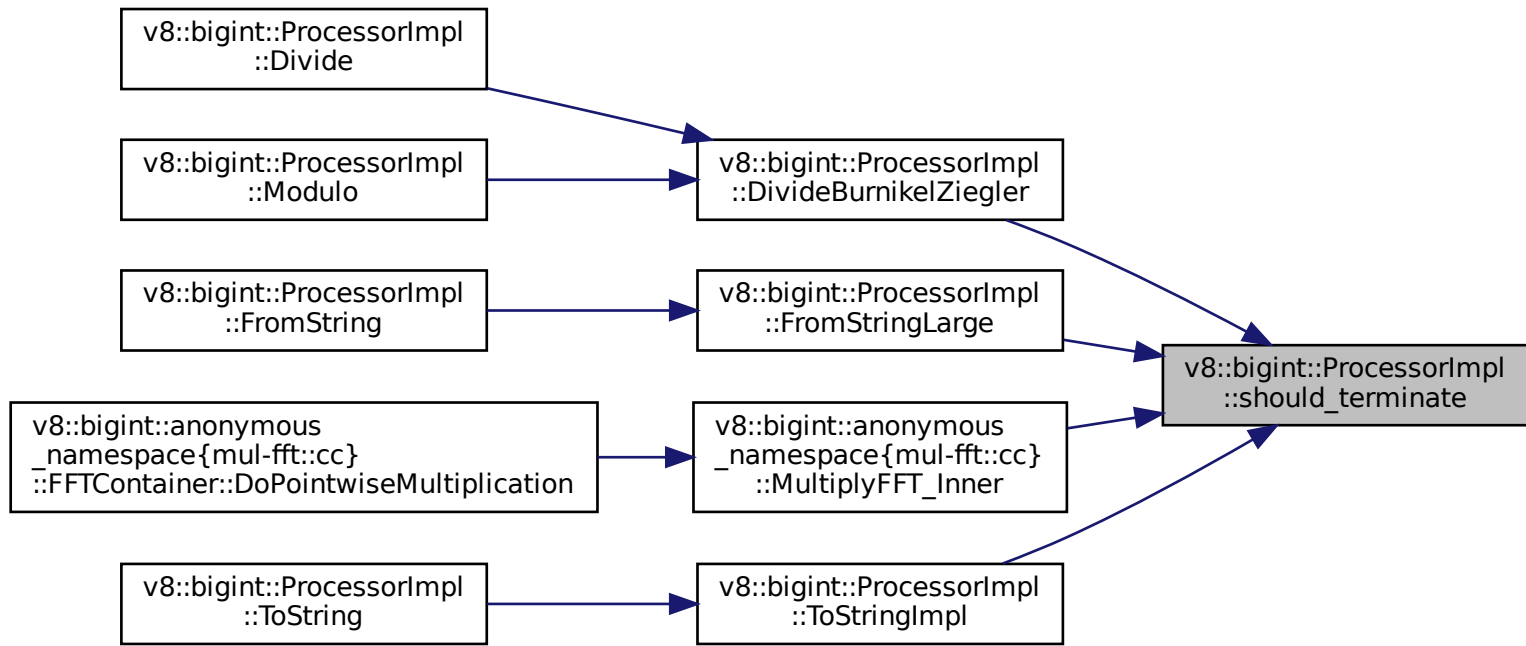 v8::bigint::ProcessorImpl
::Divide
v8::bigint::ProcessorImpl
::Modulo
v8::bigint::ProcessorImpl
::DivideBurnikelZiegler
v8::bigint::ProcessorImpl
::FromString
v8::bigint::ProcessorImpl
::FromStringLarge
v8::bigint::ProcessorImpl
::should_terminate
v8::bigint::anonymous
_namespace{mul-fft::cc}
::FFTContainer::DoPointwiseMultiplication
v8::bigint::anonymous
_namespace{mul-fft::cc}
::MultiplyFFT_Inner
v8::bigint::ProcessorImpl
::ToString
v8::bigint::ProcessorImpl
::ToStringImpl